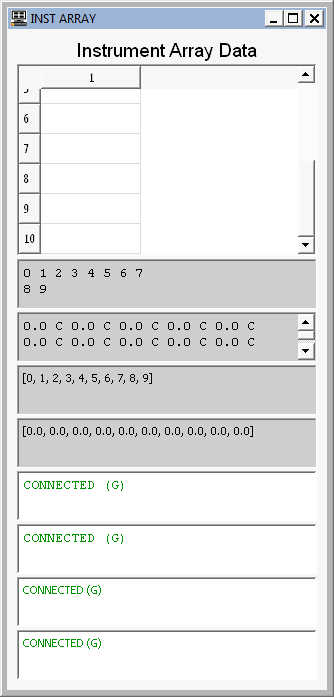 INST ARRAY
Instrument Array Data
1
6
7
8
9
10
0 1 2 3 4 5 6 7
8 9
0.0 C 0.0 C 0.0 C 0.0 C 0.0 C
0.0 C 0.0 C 0.0 C 0.0 C 0.0 C
[0, 1, 2, 3, 4, 5, 6, 7, 8, 9]
[0.0, 0.0, 0.0, 0.0, 0.0, 0.0, 0.0, 0.0, 0.0, 0.0]
CONNECTED (G)
CONNECTED (G)
CONNECTED (G)
CONNECTED (G)